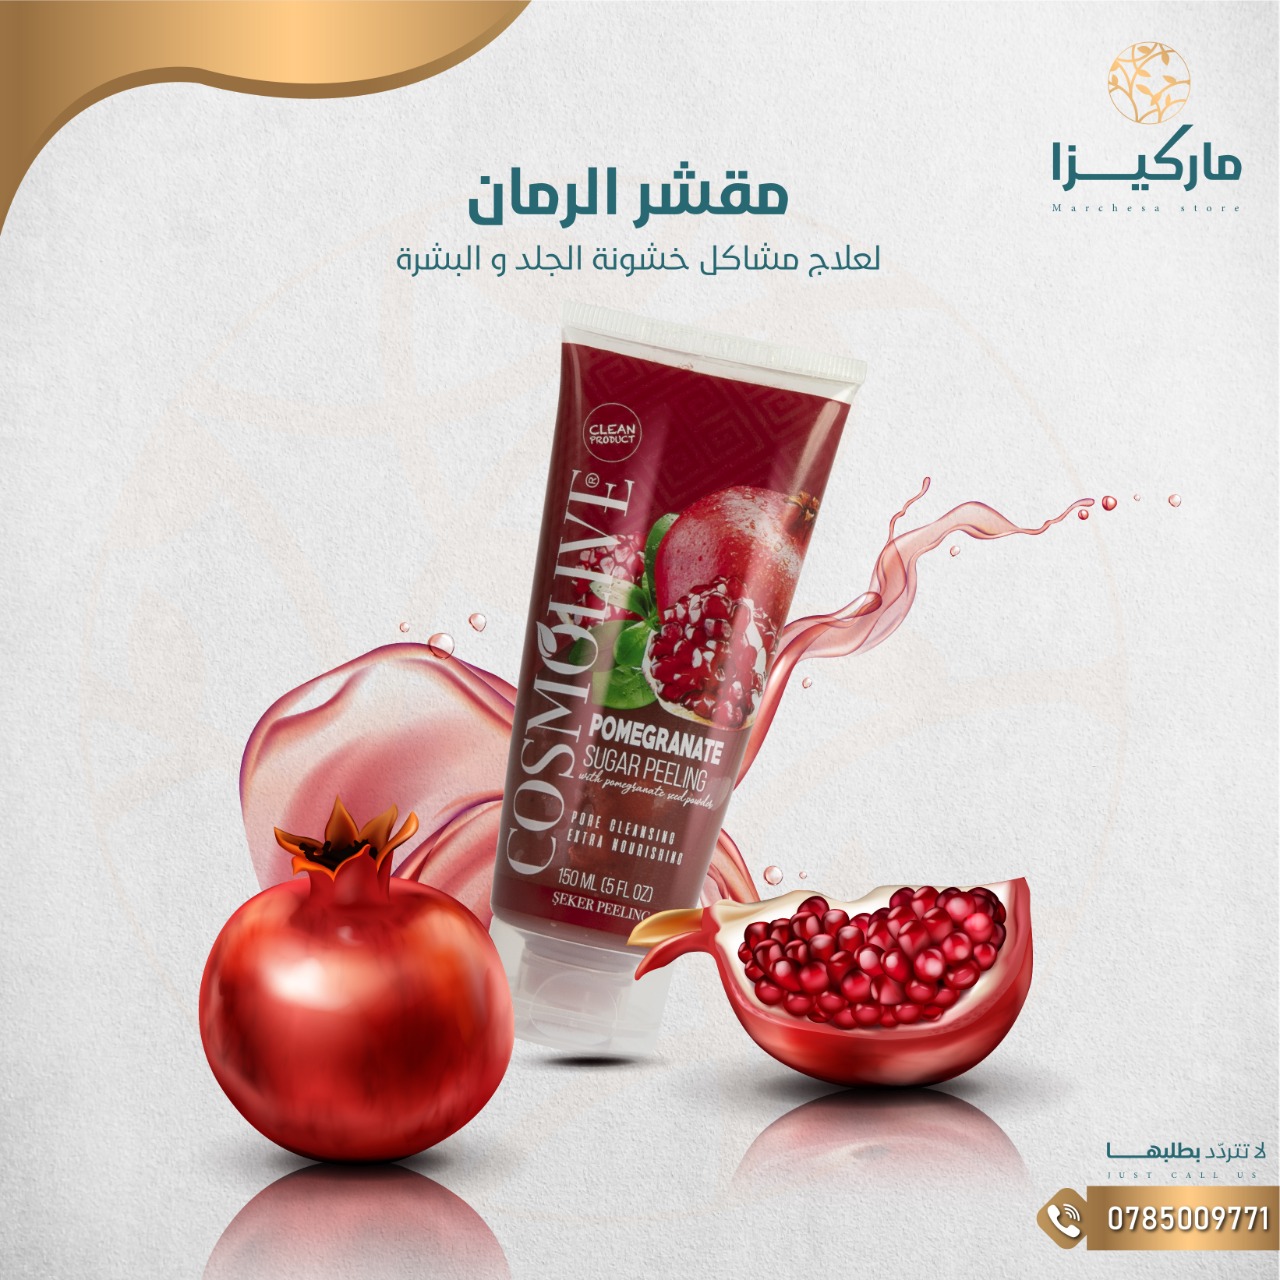 ماركيزا
Marchesa store
مقشر الرمان
لعلاج مشاكل خشونة الجلد و البشرة
CLEAN
PRODUCT
COSMOLIVE®
POMEGRANATE
SUGAR PEELING
with pomegranate seed powder
PORE CLEANSING
EXTRA NOURISHING
150 ML (5 FL OZ)
ŞEKER PEELING
لا تتردّد بطلبها
JUST CALL US
0785009771